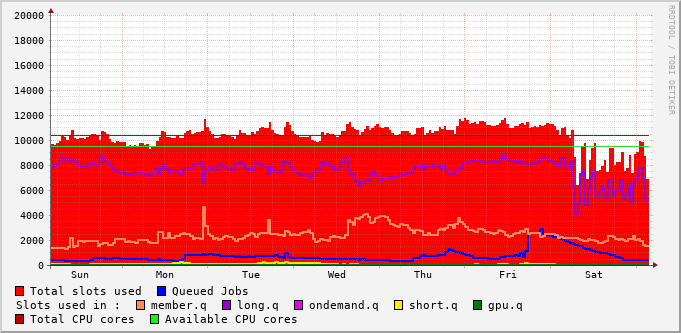 RRDTOOL / TOBI OETIKER
20000
18000
16000
14000
12000
10000
8000
6000
4000
2000
0
Sun Mon Tue Wed Thu Fri Sat
Total slots used Queued Jobs
Slots used in : member.q long.q ondemand.q short.q gpu.q
Total CPU cores Available CPU cores